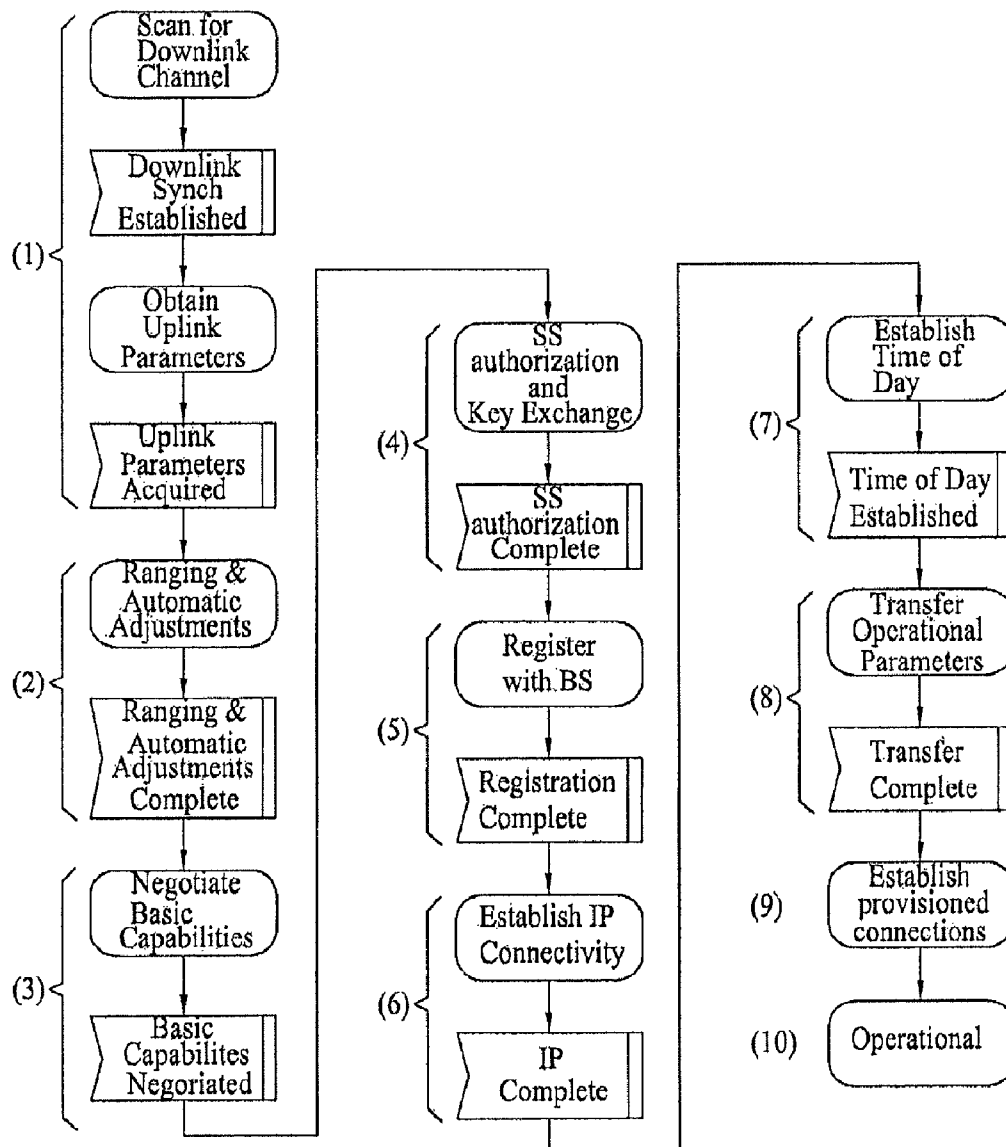 Scan for
Downlink
Channel
Downlink
Synch
Established
(1)
Obtain
Uplink
Parameters
Uplink
Parameters
Acquired
Ranging &
Automatic
Adjustments
(2)
Ranging &
Automatic
Adjustments
Complete
Negotiate
Basic
Capabilities
(3)
Basic
Capabilites
Negoriated
SS
authorization
and
Key Exchange
(4)
SS
authorization
Complete
Register
with BS
(5)
Registration
Complete
Establish IP
Connectivity
(6)
IP
Complete
Establish
Time of
Day
(7)
Time of Day
Established
Transfer
Operational
Parameters
(8)
Transfer
Complete
(9)
Establish
provisioned
connections
(10)
Operational